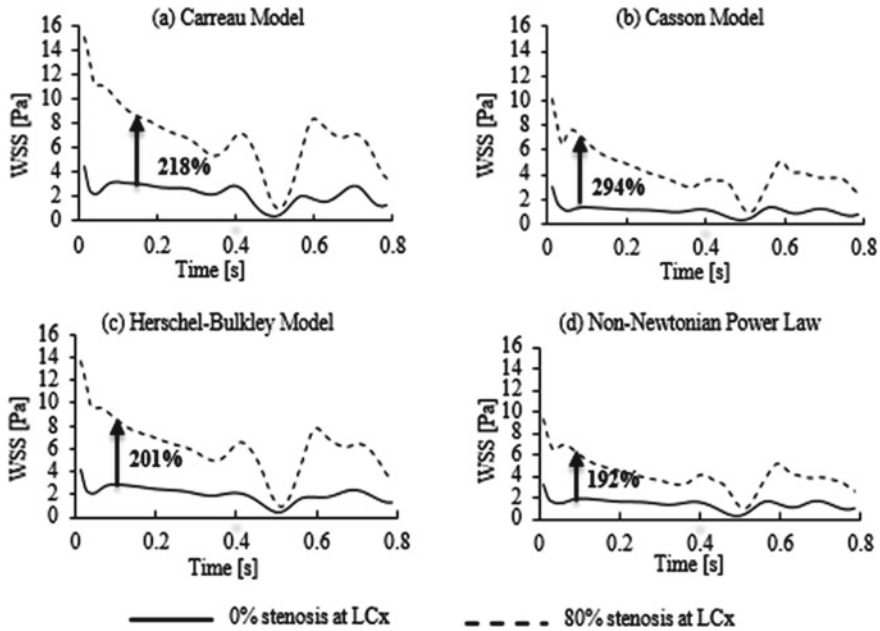 (a) Carreau Model
WSS [Pa]
16
14
12
10
8
6
4
2
0
218%
0 0.2 0.4 0.6 0.8
Time [s]
(b) Casson Model
WSS [Pa]
16
14
12
10
8
6
4
2
0
294%
0 0.2 0.4 0.6 0.8
Time [s]
(c) Herschel-Bulkley Model
WSS [Pa]
16
14
12
10
8
6
4
2
0
201%
0 0.2 0.4 0.6 0.8
Time [s]
(d) Non-Newtonian Power Law
WSS [Pa]
16
14
12
10
8
6
4
2
0
192%
0 0.2 0.4 0.6 0.8
Time [s]
0% stenosis at LCx
80% stenosis at LCx